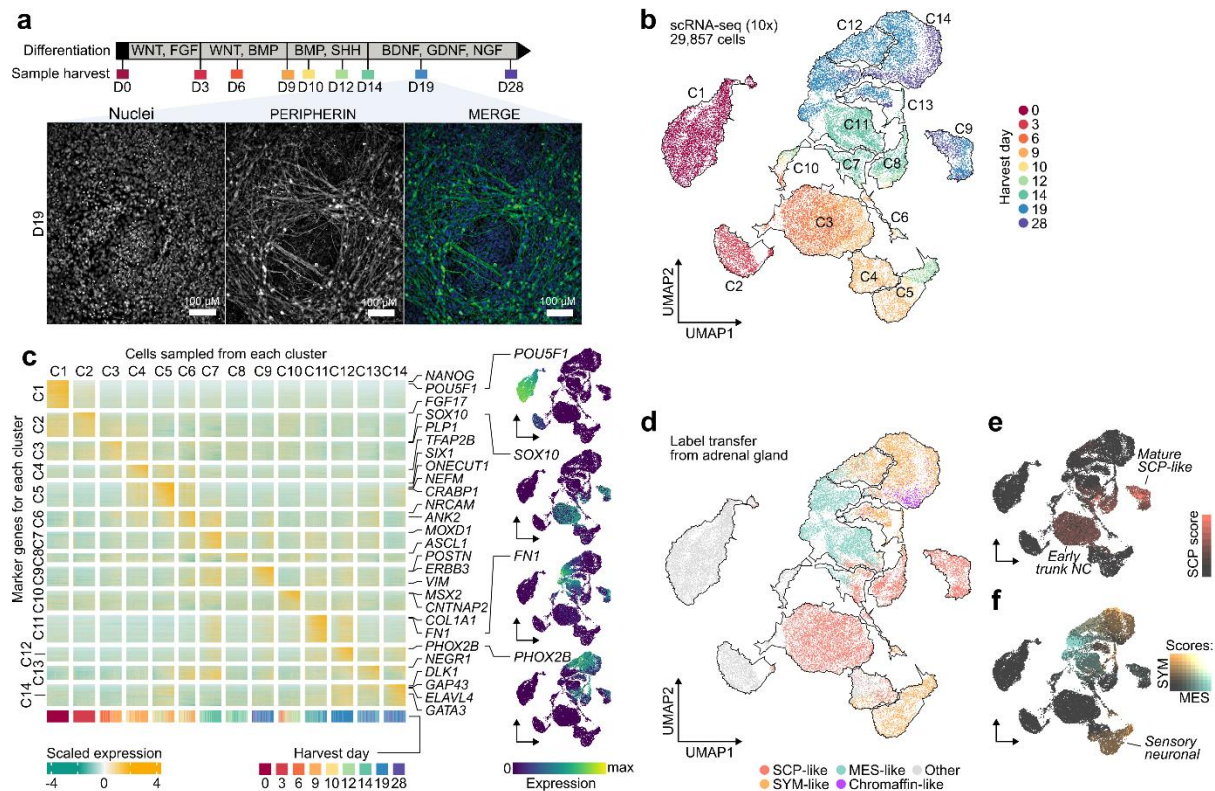 a
Differentiation
WNT, FGF
WNT, BMP
BMP, SHH
BDNF, GDNF, NGF
Sample harvest
D0
D3
D6
D9
D10
D12
D14
D19
D28
Nuclei
PERIPHERIN
MERGE
D19
100 µM
100 µM
100 µM
b
scRNA-seq (10x)
29,857 cells
C12
C14
C1
C13
C11
C9
C10
C7
C8
C3
C6
C2
C4
C5
UMAP2
UMAP1
Harvest day
0
3
6
9
10
12
14
19
28
c
Cells sampled from each cluster
C1 C2 C3 C4 C5 C6 C7 C8 C9 C10 C11 C12 C13 C14
Marker genes for each cluster
C1
C2
C3
C4
C5
C6
C7
C8
C9
C10
C11
C12
C13
C14
NANOG
POU5F1
FGF17
SOX10
PLP1
TFAP2B
SIX1
ONECUT1
NEFM
CRABP1
NRCAM
ANK2
MOXD1
ASCL1
POSTN
ERBB3
VIM
MSX2
CNTNAP2
COL1A1
FN1
PHOX2B
NEGR1
DLK1
GAP43
ELAVL4
GATA3
POU5F1
SOX10
FN1
PHOX2B
Scaled expression
-4 0 4
Harvest day
0 3 6 9 10 12 14 19 28
0 max
Expression
d
Label transfer
from adrenal gland
UMAP2
UMAP1
SCP-like
MES-like
Other
SYM-like
Chromaffin-like
e
Mature
SCP-like
Early
trunk NC
SCP score
f
Scores:
SYM
MES
Sensory
neuronal